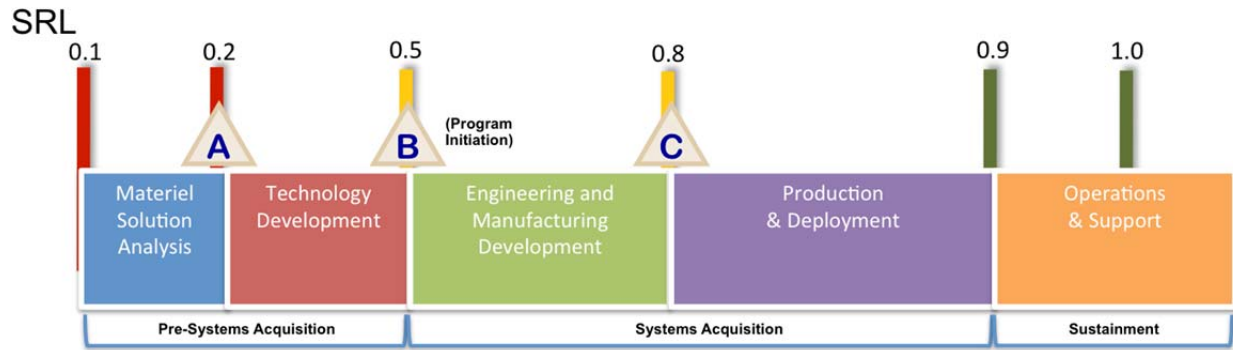 SRL
0.1 0.2 0.5 0.8 0.9 1.0
A B (Program
Initiation) C
Materiel
Solution
Analysis
Technology
Development
Engineering and
Manufacturing
Development
Production
& Deployment
Operations
& Support
Pre-Systems Acquisition
Systems Acquisition
Sustainment